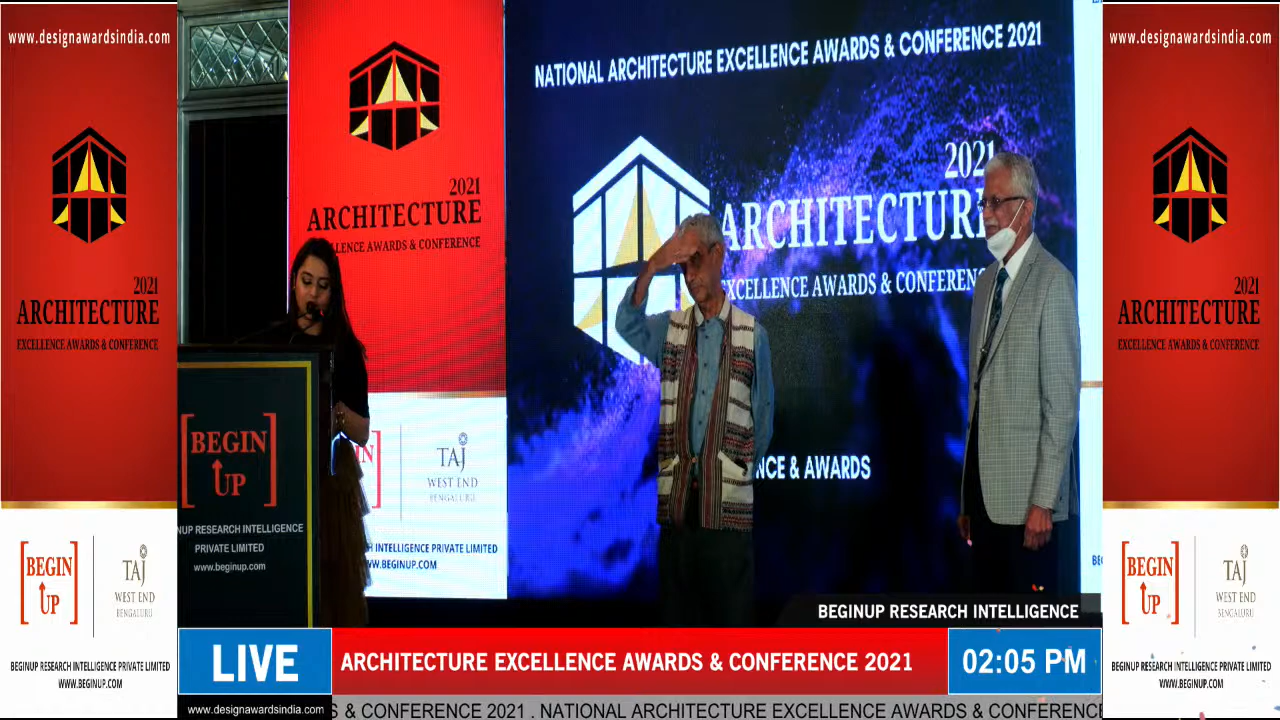 www.designawardsindia.com
2021
ARCHITECTURE
EXCELLENCE AWARDS & CONFERENCE
BEGIN
UP
TAJ
WEST END
BENGALURU
BEGINUP RESEARCH INTELLIGENCE PRIVATE LIMITED
WWW.BEGINUP.COM
2021
ARCHITECTURE
LLENCE AWARDS & CONFERENCE
IN
TAJ
WEST END
BENGALURU
H INTELLIGENCE PRIVATE LIMITED
W.BEGINUP.COM
BEGIN
UP
NUP RESEARCH INTELLIGENCE
PRIVATE LIMITED
www.beginup.com
NATIONAL ARCHITECTURE EXCELLENCE AWARDS & CONFERENCE 2021
2021
ARCHITECTURE
EXCELLENCE AWARDS & CONFEREN
NCE & AWARDS
BEGINUP RESEARCH INTELLIGENCE
LIVE
ARCHITECTURE EXCELLENCE AWARDS & CONFERENCE 2021
02:05 PM
www.designawardsindia.com
S & CONFERENCE 2021 . NATIONAL ARCHITECTURE EXCELLENCE AWARDS & CONFERENCE
www.designawardsindia.com
2021
ARCHITECTURE
EXCELLENCE AWARDS & CONFERENCE
BEGIN
UP
TAJ
WEST END
BENGALURU
BEGINUP RESEARCH INTELLIGENCE PRIVATE LIMITED
WWW.BEGINUP.COM